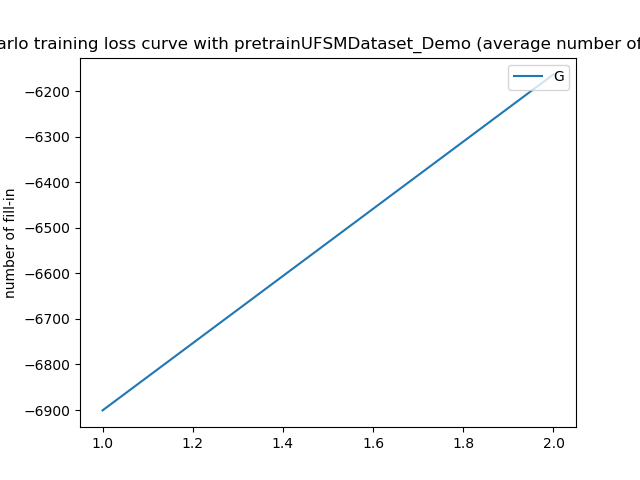 arlo training loss curve with pretrainUFSMDataset_Demo (average number of
G
number of fill-in
−6200
−6300
−6400
−6500
−6600
−6700
−6800
−6900
1.0 1.2 1.4 1.6 1.8 2.0